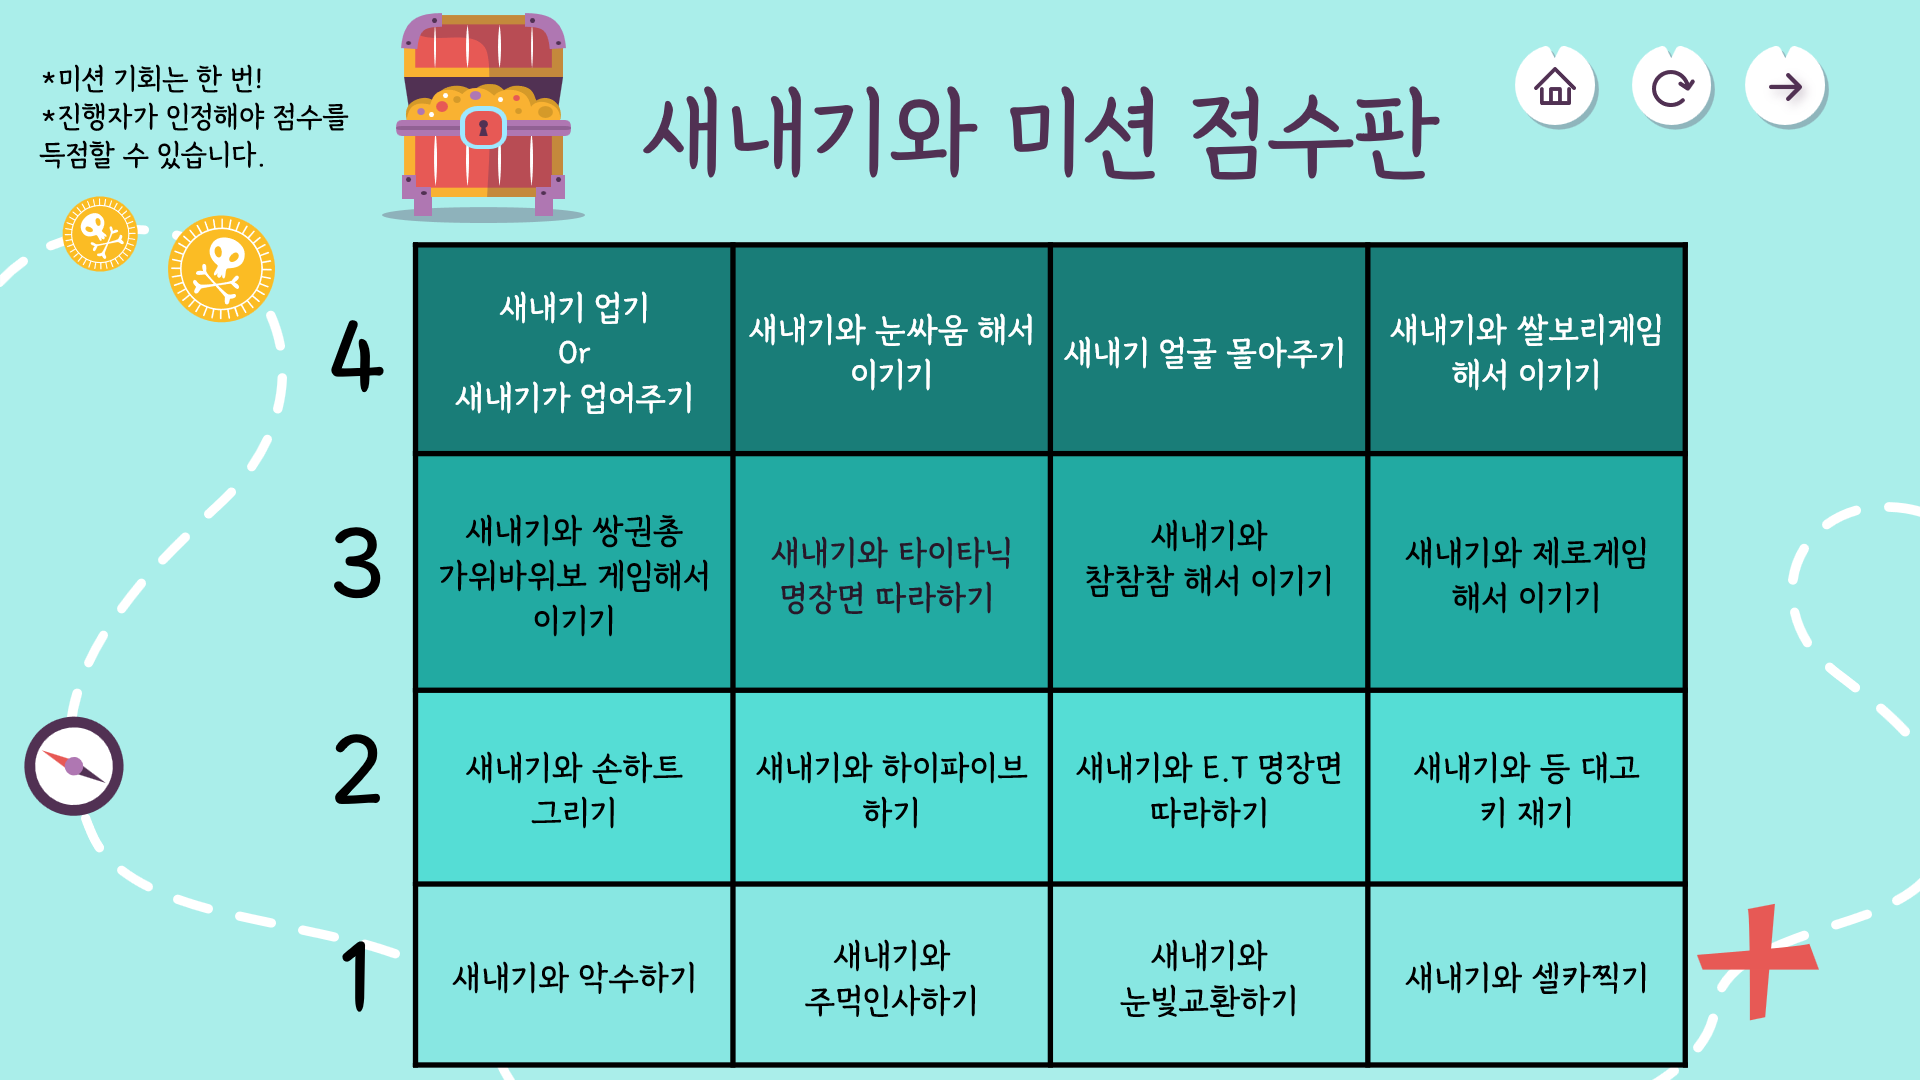 *미션 기회는 한 번!
*진행자가 인정해야 점수를
득점할 수 있습니다.
새내기와 미션 점수판
4
새내기 업기
Or
새내기가 업어주기
새내기와 눈싸움 해서
이기기
새내기 얼굴 몰아주기
새내기와 쌀보리게임
해서 이기기
3
새내기와 쌍권총
가위바위보 게임해서
이기기
새내기와 타이타닉
명장면 따라하기
새내기와
참참참 해서 이기기
새내기와 제로게임
해서 이기기
2
새내기와 손하트
그리기
새내기와 하이파이브
하기
새내기와 E.T 명장면
따라하기
새내기와 등 대고
키 재기
1
새내기와 악수하기
새내기와
주먹인사하기
새내기와
눈빛교환하기
새내기와 셀카찍기